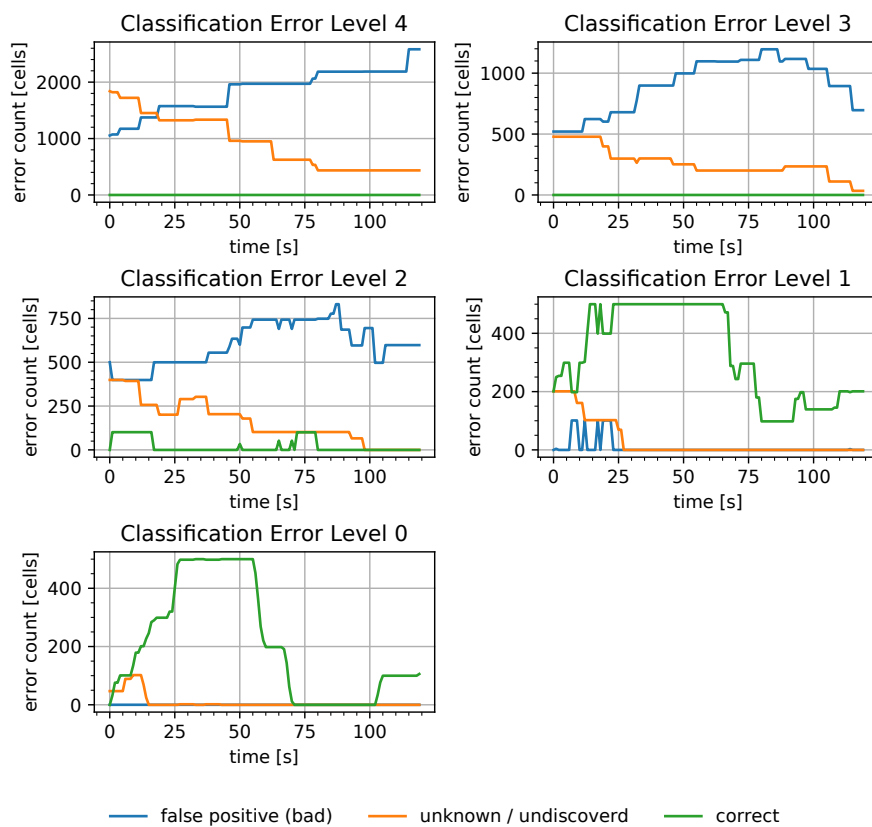 Classification Error Level 4
error count [cells]
2000
1000
0
0 25 50 75 100
time [s]
Classification Error Level 3
error count [cells]
1000
500
0
0 25 50 75 100
time [s]
Classification Error Level 2
error count [cells]
750
500
250
0
0 25 50 75 100
time [s]
Classification Error Level 1
error count [cells]
400
200
0
0 25 50 75 100
time [s]
Classification Error Level 0
error count [cells]
400
200
0
0 25 50 75 100
time [s]
false positive (bad) unknown / undiscoverd correct